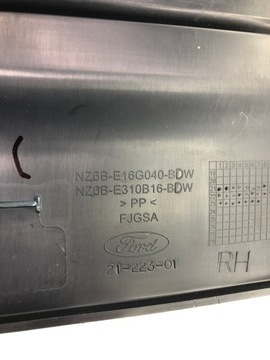 NZ6B-E16G040-BDW
NZ6B-E310B16-BDW
> PP <
FJGSA
Ford
21-223-01
RH